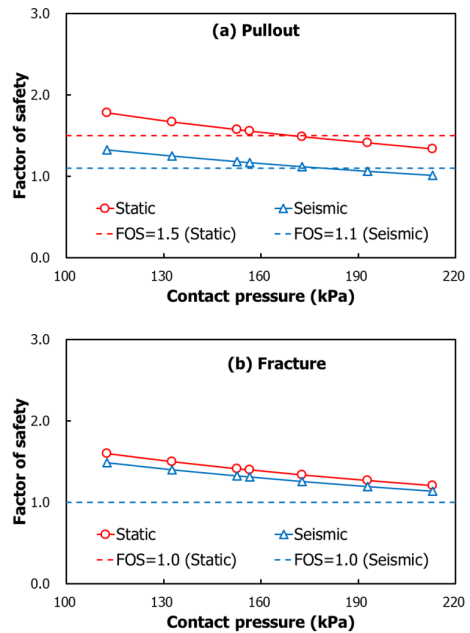 (a) Pullout
3.0
2.0
1.0
0.0
Factor of safety
Static
Seismic
FOS=1.5 (Static)
FOS=1.1 (Seismic)
100 130 160 190 220
Contact pressure (kPa)
(b) Fracture
3.0
2.0
1.0
0.0
Factor of safety
Static
Seismic
FOS=1.0 (Static)
FOS=1.0 (Seismic)
100 130 160 190 220
Contact pressure (kPa)